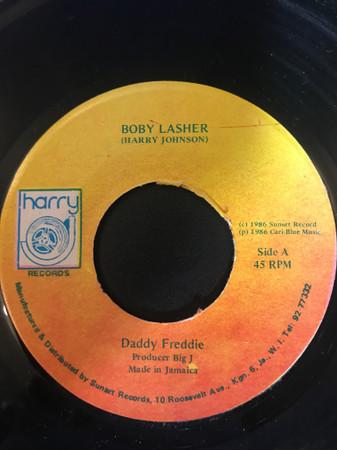 BOBY LASHER
(HARRY JOHNSON)
harry J
RECORDS
(c) 1986 Sunset Record
(p) 1986 Cari-Blue Music
Side A
45 RPM
Daddy Freddie
Producer Big J
Made in Jamaica
Manufactured & Distributed by Sunset Records, 10 Roosevelt Ave., Kgn. 6, Ja., W. I. Tel: 92 77332